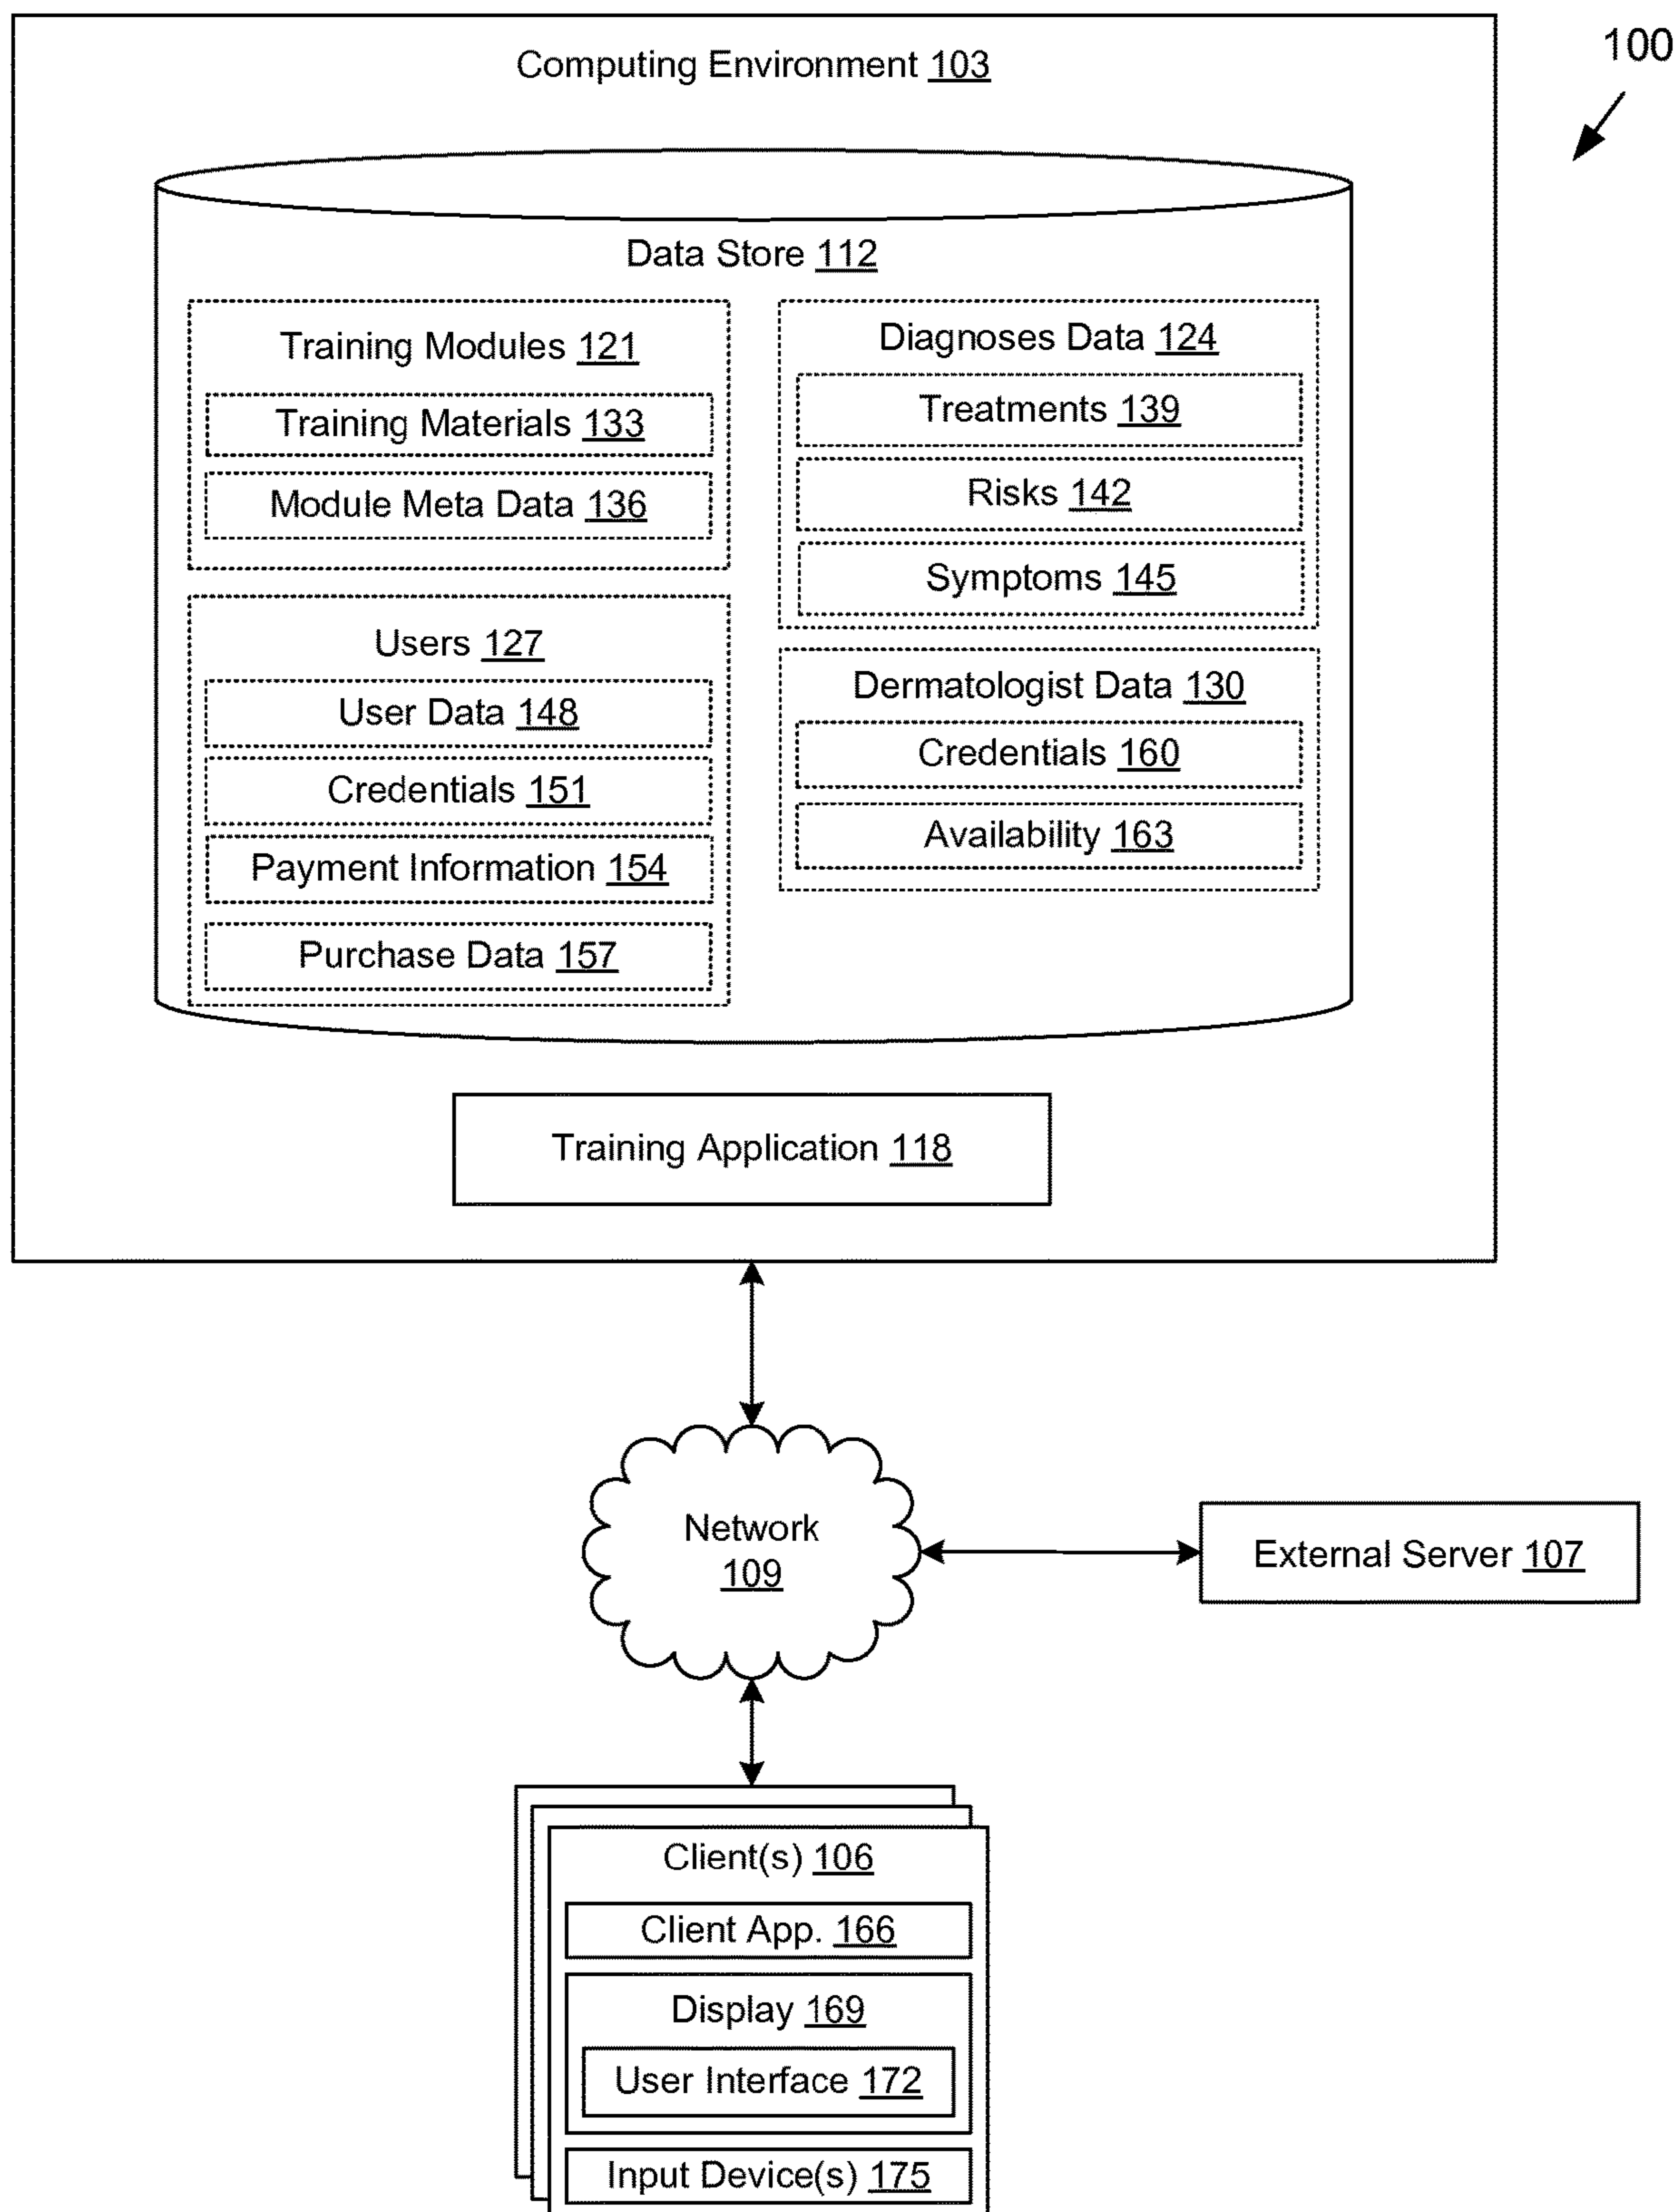 100
Computing Environment 103
Data Store 112
Training Modules 121
Training Materials 133
Module Meta Data 136
Users 127
User Data 148
Credentials 151
Payment Information 154
Purchase Data 157
Diagnoses Data 124
Treatments 139
Risks 142
Symptoms 145
Dermatologist Data 130
Credentials 160
Availability 163
Training Application 118
Network
109
External Server 107
Client(s) 106
Client App. 166
Display 169
User Interface 172
Input Device(s) 175